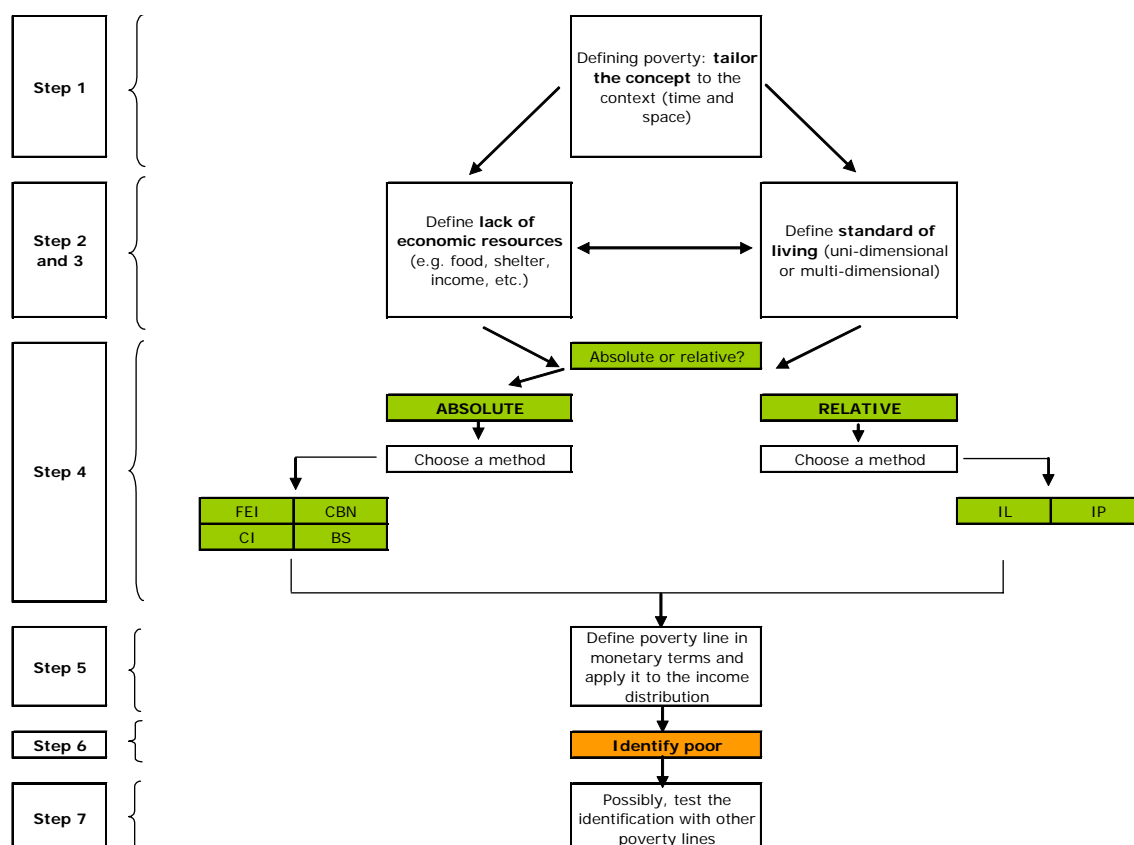 Step 1
Defining poverty: tailor
the concept to the
context (time and
space)
Step 2
and 3
Define lack of
economic resources
(e.g. food, shelter,
income, etc.)
Define standard of
living (uni-dimensional
or multi-dimensional)
Step 4
Absolute or relative?
ABSOLUTE
RELATIVE
Choose a method
Choose a method
FEI
CBN
CI
BS
IL
IP
Step 5
Define poverty line in
monetary terms and
apply it to the income
distribution
Step 6
Identify poor
Step 7
Possibly, test the
identification with other
poverty lines